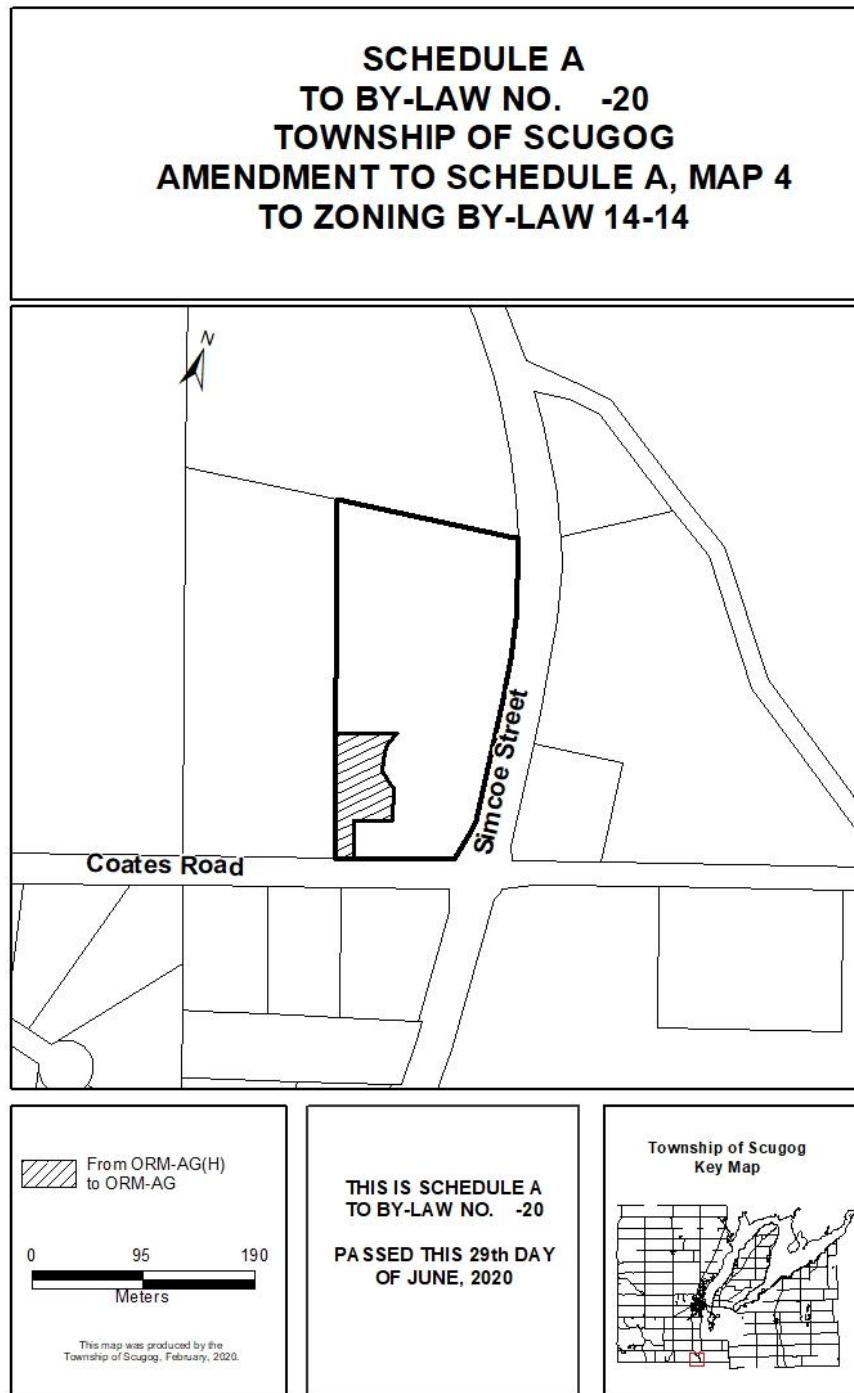 SCHEDULE A
TO BY-LAW NO. -20
TOWNSHIP OF SCUGOG
AMENDMENT TO SCHEDULE A, MAP 4
TO ZONING BY-LAW 14-14
N
Simcoe Street
Coates Road
From ORM-AG(H)
to ORM-AG
0 95 190
Meters
This map was produced by the
Township of Scugog, February, 2020.
THIS IS SCHEDULE A
TO BY-LAW NO. -20
PASSED THIS 29th DAY
OF JUNE, 2020
Township of Scugog
Key Map